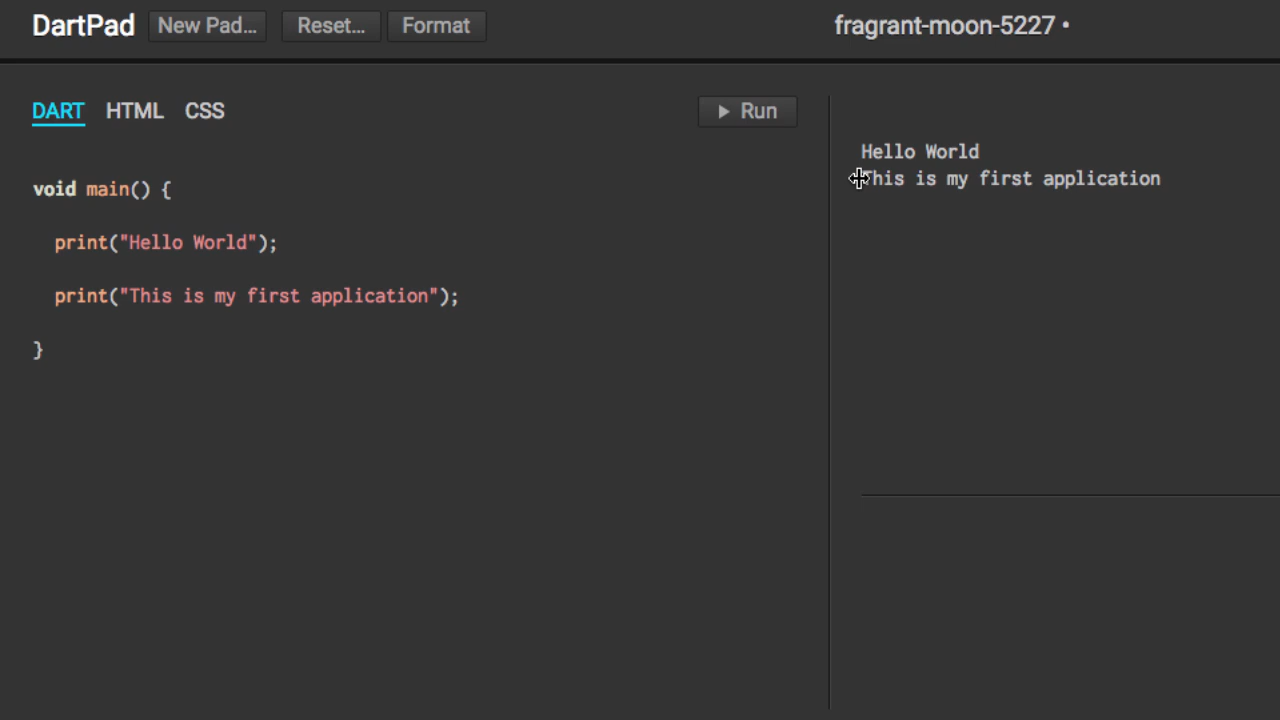 DartPad New Pad... Reset... Format fragrant-moon-5227 •
DART HTML CSS Run
void main() {
print("Hello World");
print("This is my first application");
}
Hello World
This is my first application